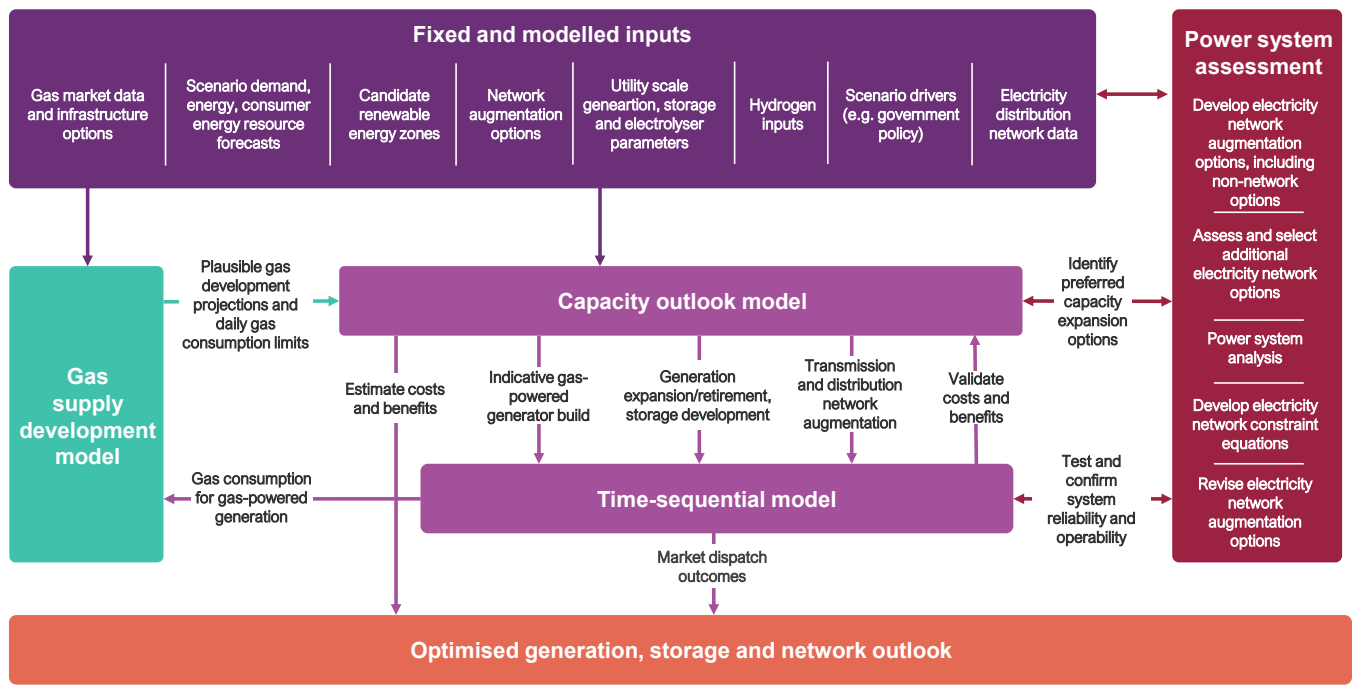 Fixed and modelled inputs
Gas market data
and infrastructure
options
Scenario demand,
energy, consumer
energy resource
forecasts
Candidate
renewable
energy zones
Network
augmentation
options
Utility scale
geneartion, storage
and electrolyser
parameters
Hydrogen
inputs
Scenario drivers
(e.g. government
policy)
Electricity
distribution
network data
Power system
assessment
Develop electricity
network
augmentation
options, including
non-network
options
Assess and select
additional
electricity network
options
Power system
analysis
Develop electricity
network constraint
equations
Revise electricity
network
augmentation
options
Gas
supply
development
model
Plausible gas
development
projections and
daily gas
consumption limits
Capacity outlook model
Identify
preferred
capacity
expansion
options
Estimate costs
and benefits
Indicative gas-
powered
generator build
Generation
expansion/retirement,
storage development
Transmission
and distribution
network
augmentation
Validate
costs and
benefits
Gas consumption
for gas-powered
generation
Time-sequential model
Test and
confirm
system
reliability and
operability
Market dispatch
outcomes
Optimised generation, storage and network outlook